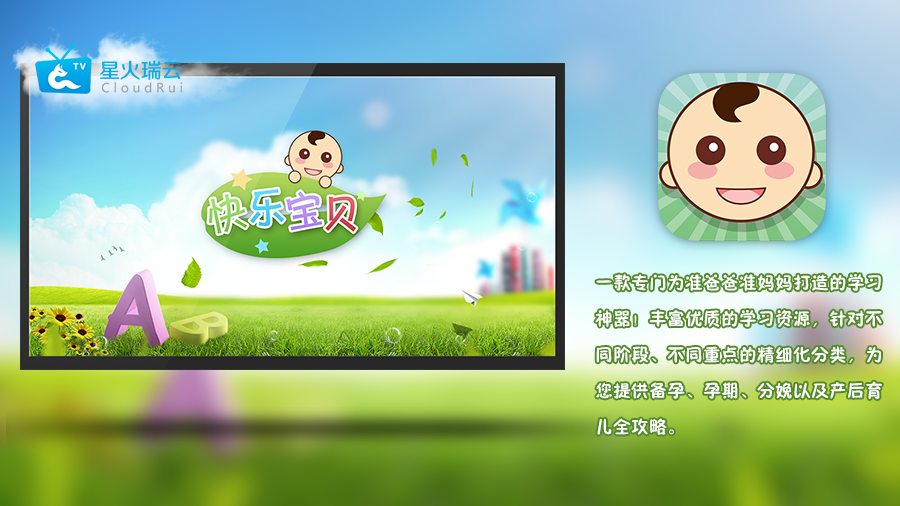 TV
星火瑞云
CloudRui
快乐宝贝
A
B
一款专门为准爸爸准妈妈打造的学习
神器！丰富优质的学习资源，针对不
同阶段、不同重点的精细化分类，为
您提供备孕、孕期、分娩以及产后育
儿全攻略。